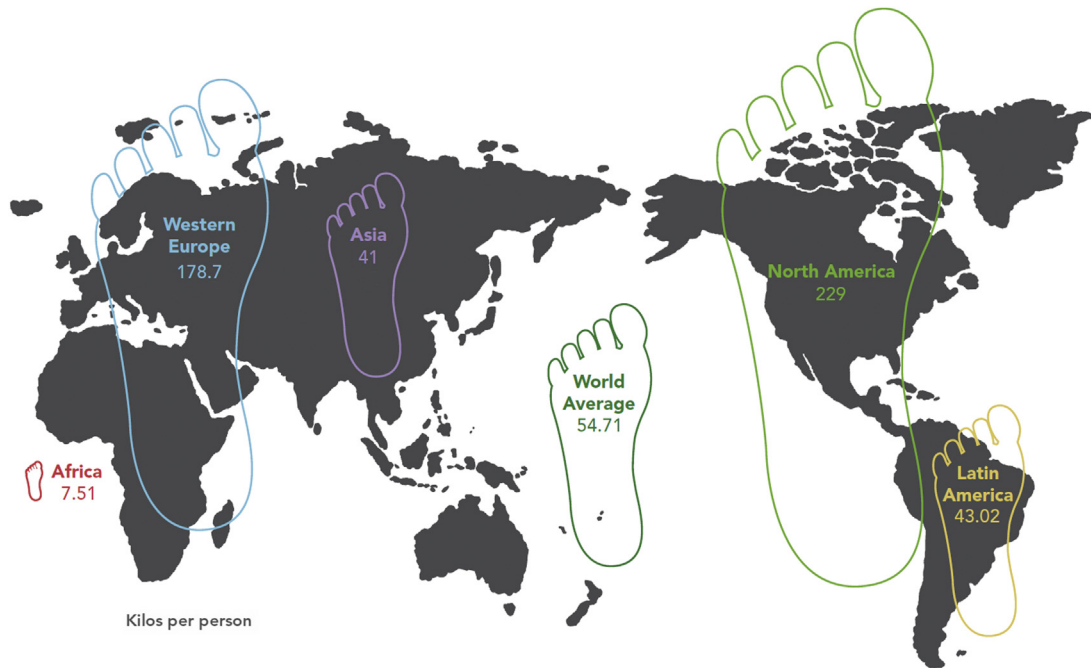 Western
Europe
178.7
Asia
41
North America
229
World
Average
54.71
Africa
7.51
Latin
America
43.02
Kilos per person